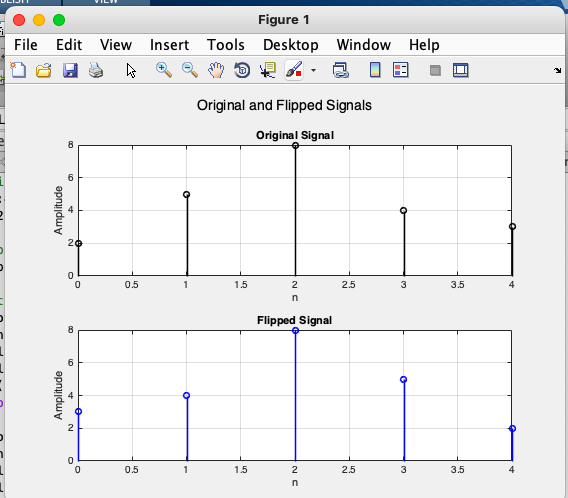 Figure 1
File Edit View Insert Tools Desktop Window Help
Original and Flipped Signals
Original Signal
Amplitude
8
6
4
2
0
0 0.5 1 1.5 2 2.5 3 3.5 4
n
Flipped Signal
Amplitude
8
6
4
2
0
0 0.5 1 1.5 2 2.5 3 3.5 4
n